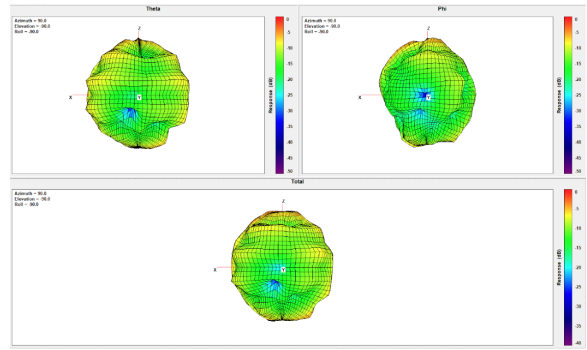 Theta
Azimuth = 90.0
Elevation = -90.0
Roll = -90.0
Z
X
Y
Response (dB)
0
-5
-10
-15
-20
-25
-30
-35
-40
-45
-50
Phi
Azimuth = 90.0
Elevation = -90.0
Roll = -90.0
Z
X
Y
Response (dB)
0
-5
-10
-15
-20
-25
-30
-35
-40
-45
-50
Total
Azimuth = 90.0
Elevation = -90.0
Roll = -90.0
Z
X
Y
Response (dB)
0
-5
-10
-15
-20
-25
-30
-35
-40